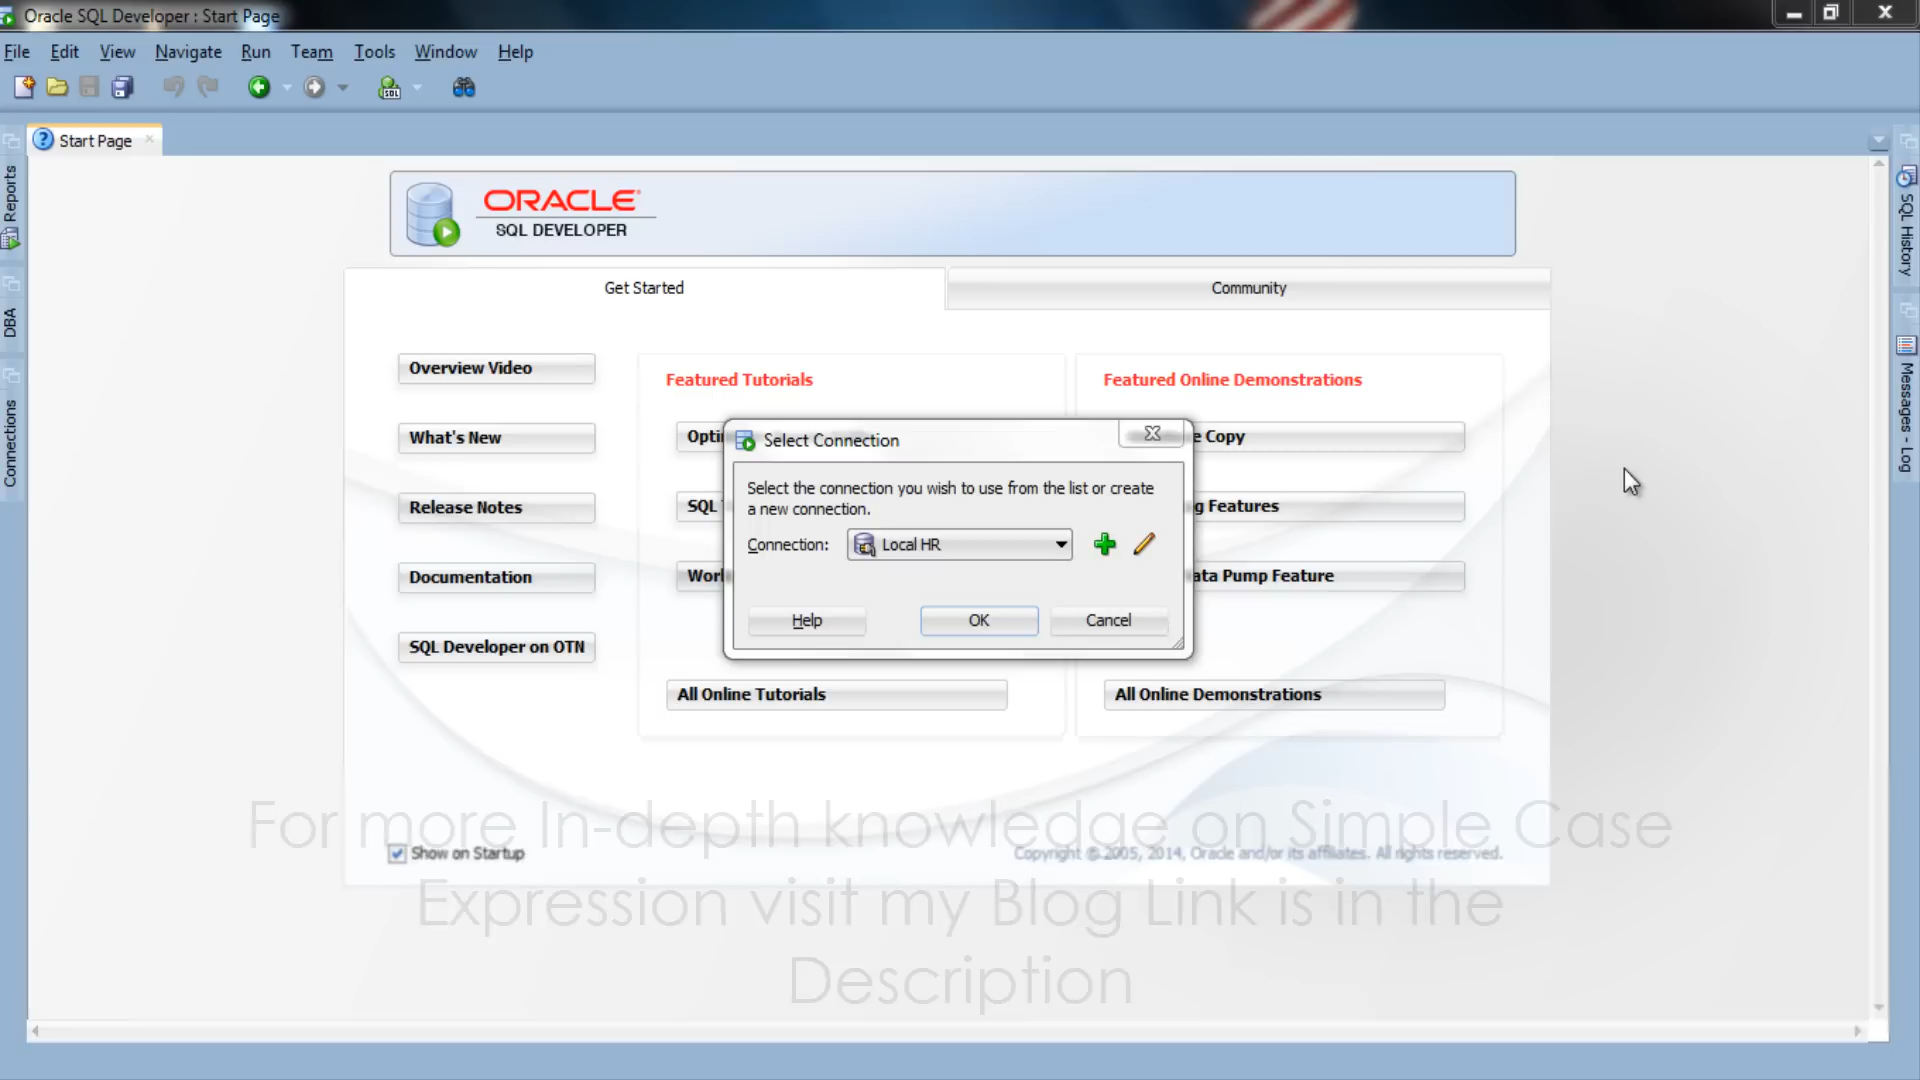 Oracle SQL Developer : Start Page
File Edit View Navigate Run Team Tools Window Help
SQL
Start Page
Reports
DBA
Connections
SQL History
Messages - Log
ORACLE
SQL DEVELOPER
Get Started
Community
Overview Video
What's New
Release Notes
Documentation
SQL Developer on OTN
Featured Tutorials
Opti
SQL
Worl
All Online Tutorials
Featured Online Demonstrations
e Copy
g Features
ata Pump Feature
All Online Demonstrations
Select Connection
Select the connection you wish to use from the list or create
a new connection.
Connection: Local HR
Help OK Cancel
Show on Startup
Copyright © 2005, 2014, Oracle and/or its affiliates. All rights reserved.
For more In-depth knowledge on Simple Case
Expression visit my Blog Link is in the
Description